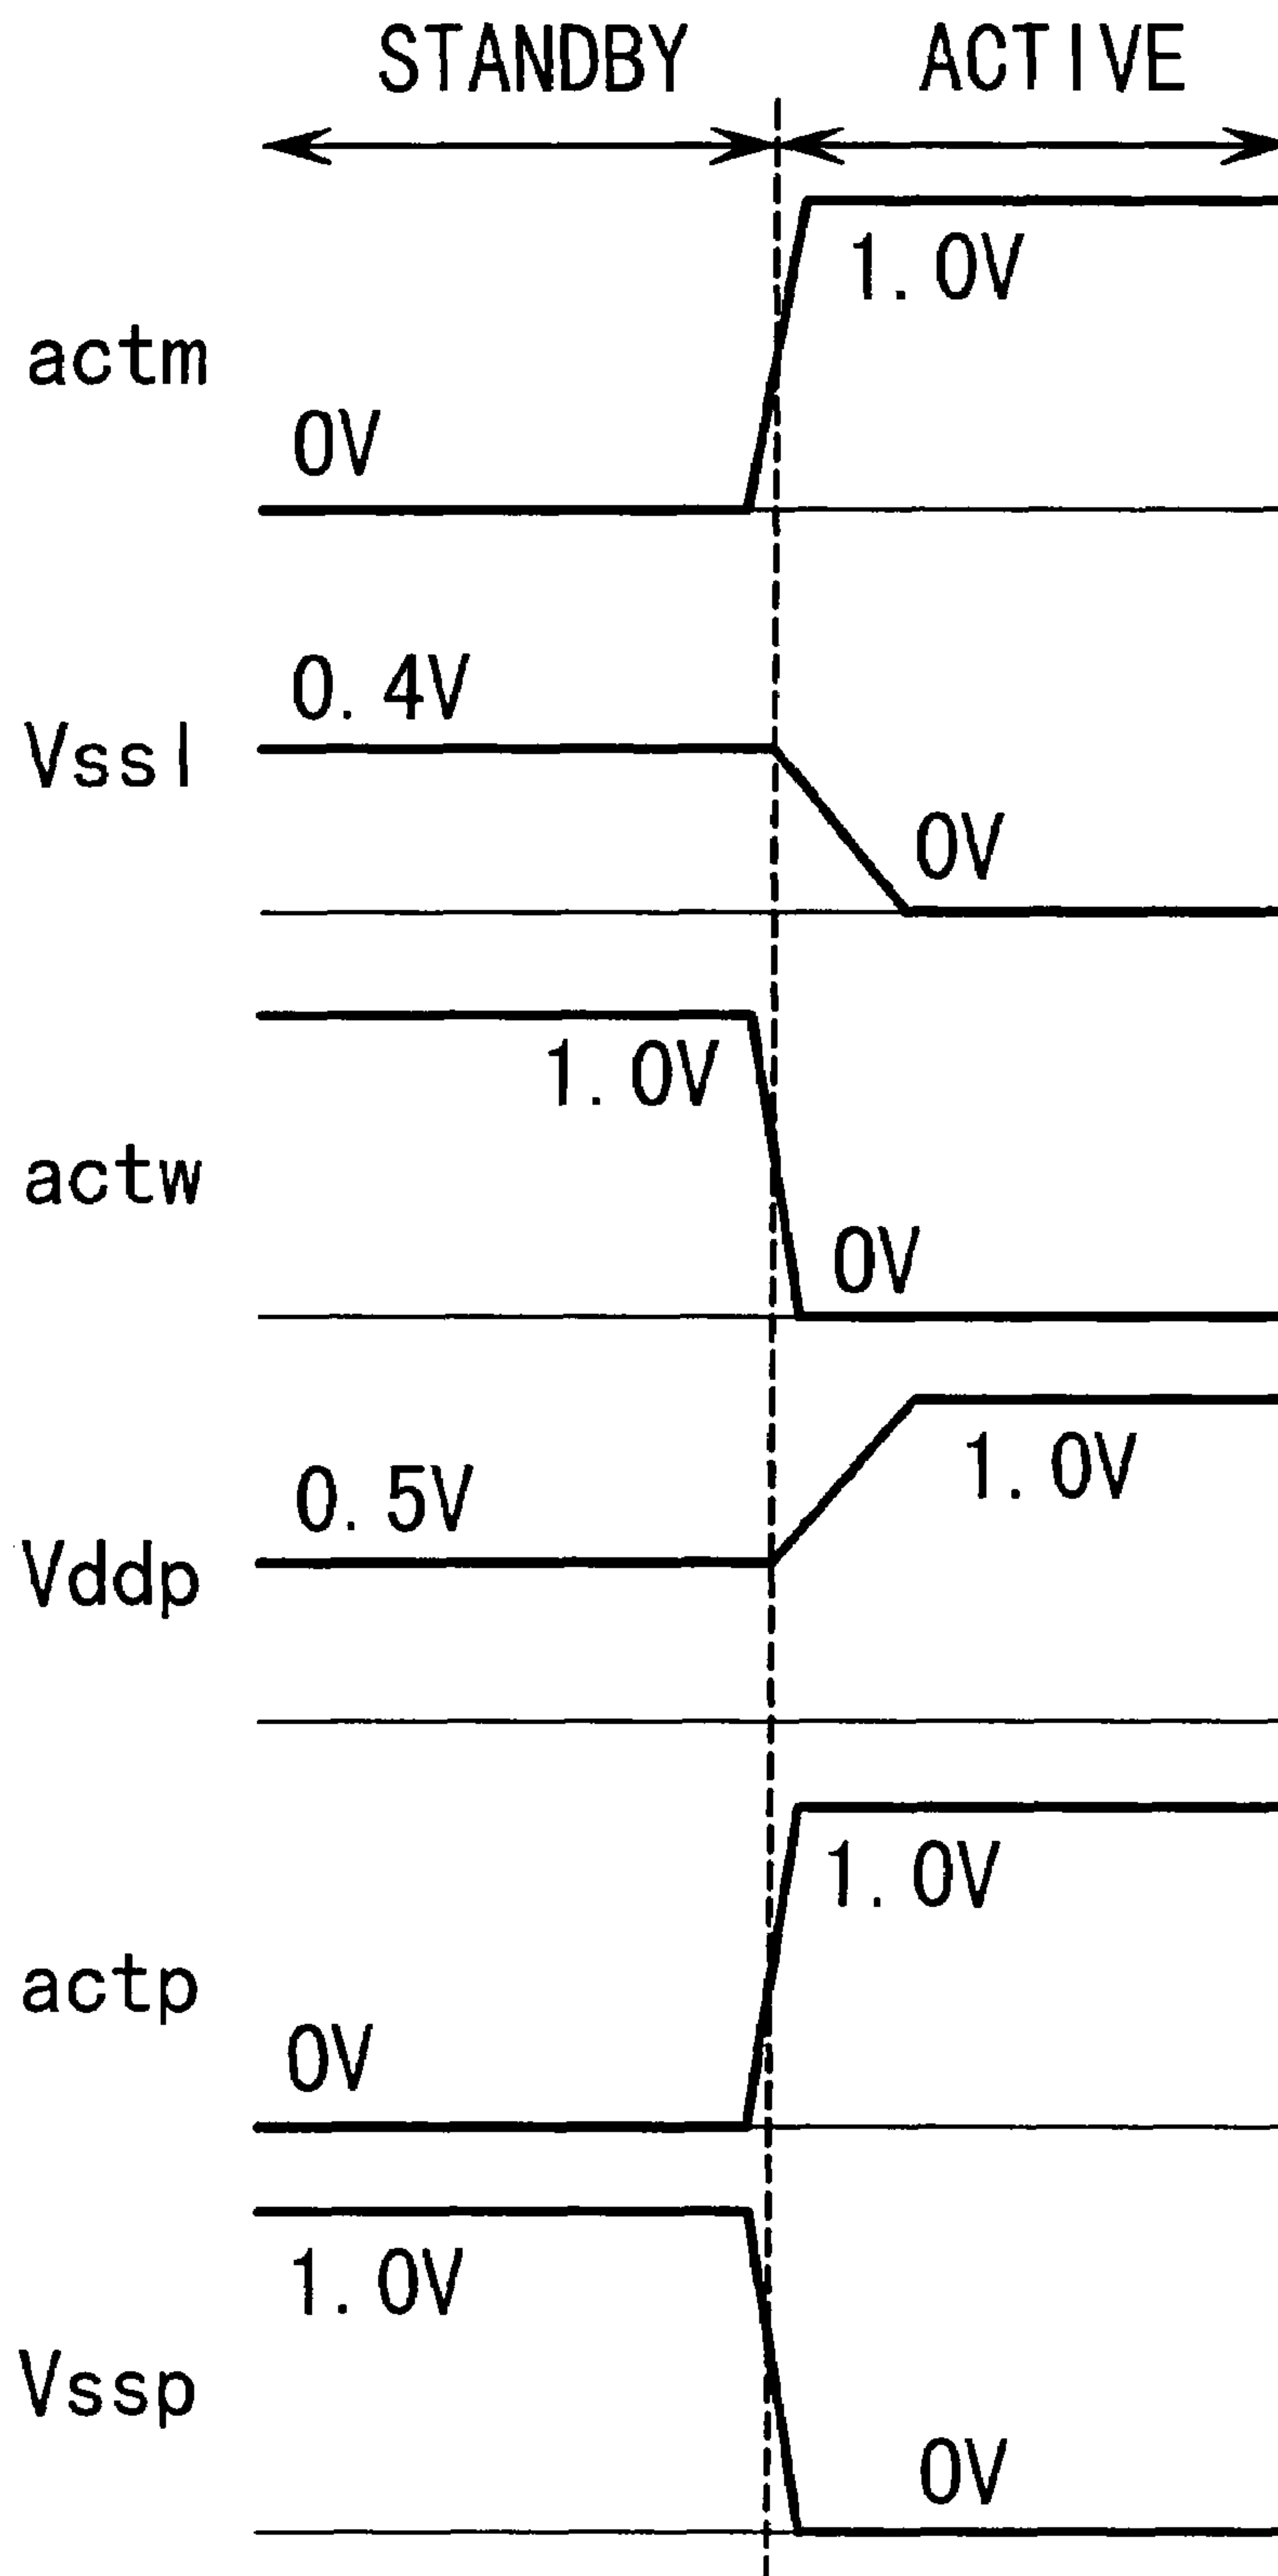 STANDBY ACTIVE
1.0V
actm
0V
0.4V
Vssl
0V
1.0V
actw
0V
1.0V
0.5V
Vddp
1.0V
actp
0V
1.0V
Vssp
0V